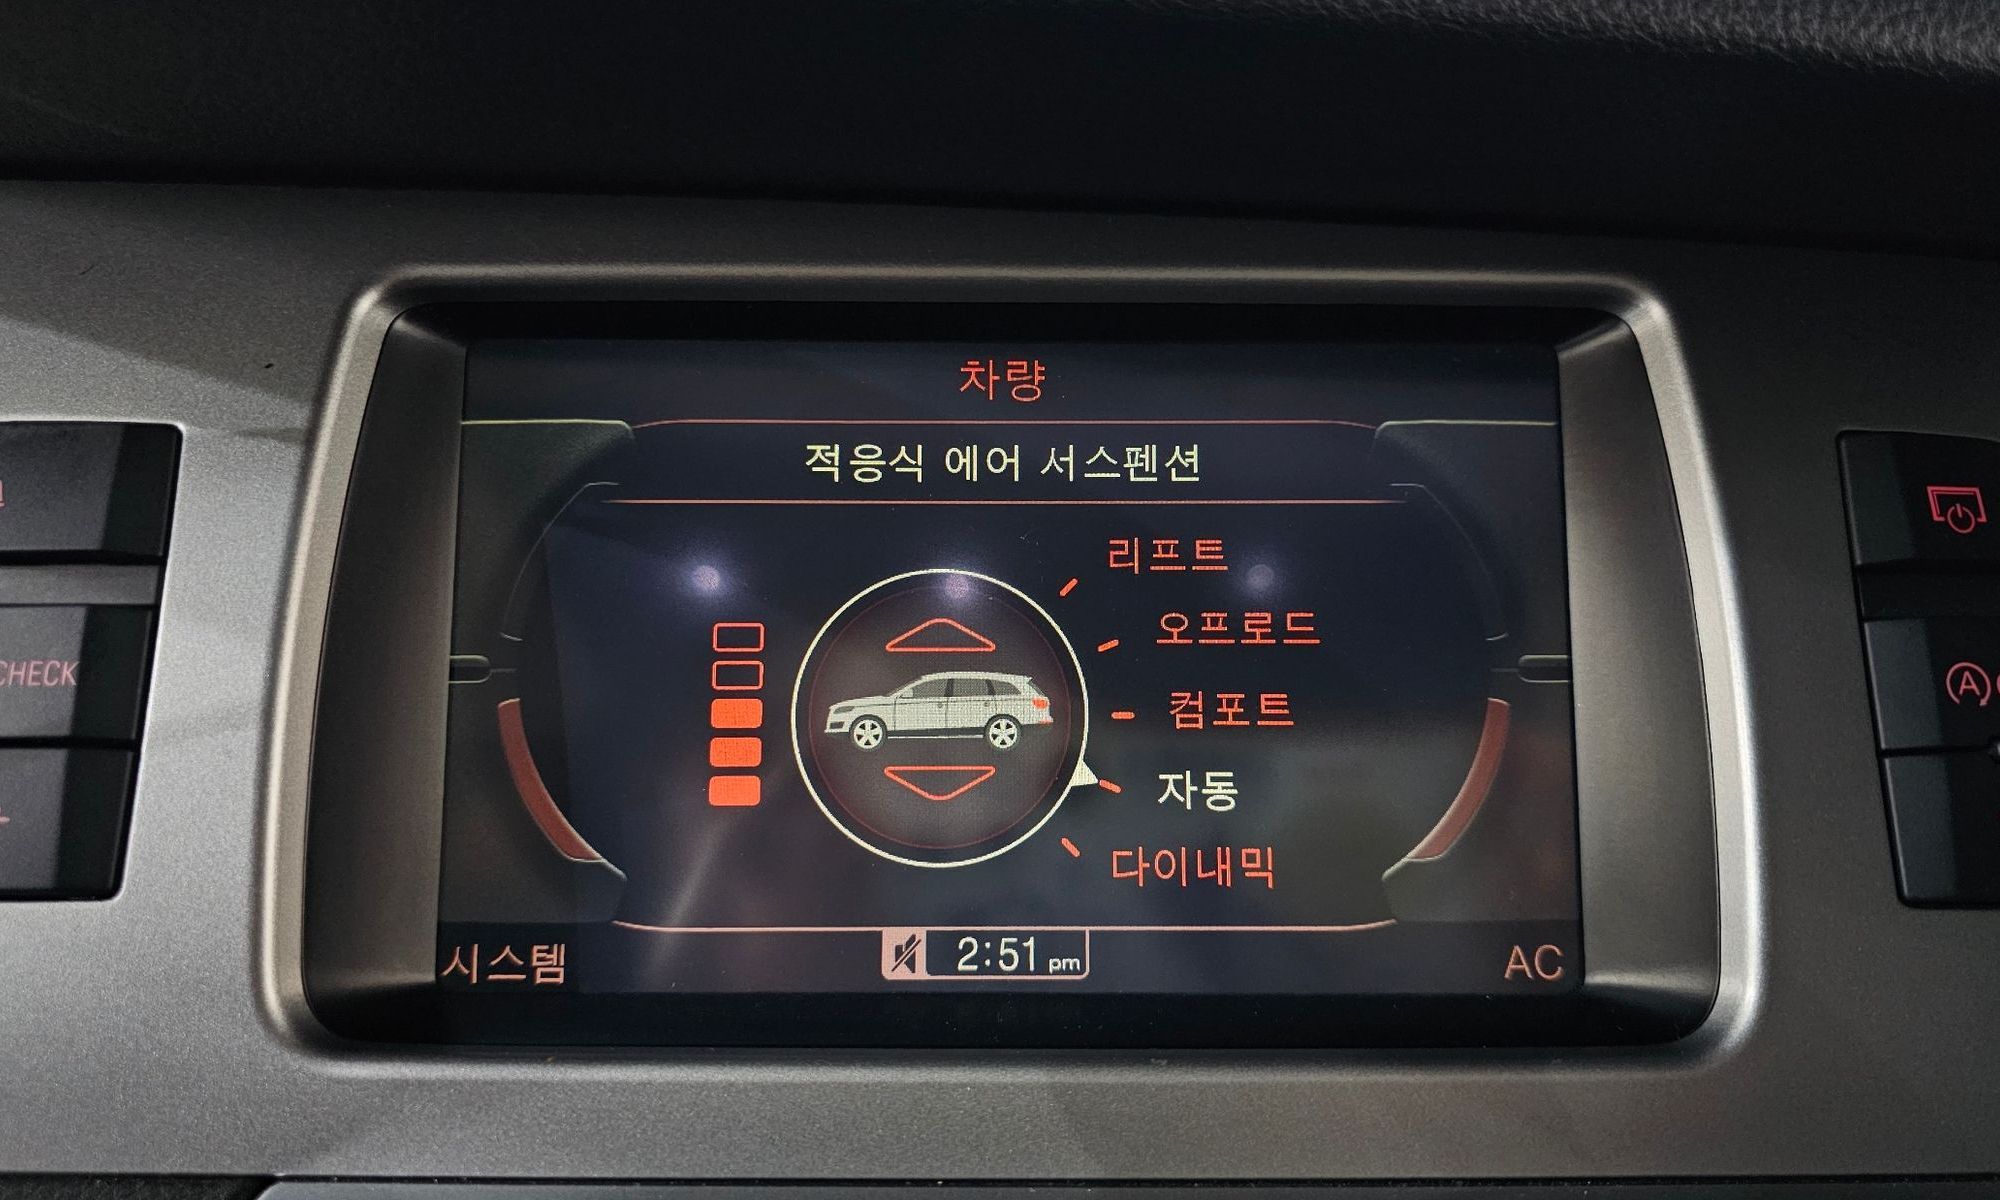 차량
적응식 에어 서스펜션
리프트
오프로드
CHECK
컴포트
자동
다이내믹
시스템
2:51 pm
AC